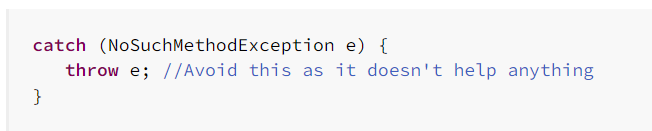 catch (NoSuchMethodException e) {
   throw e; //Avoid this as it doesn't help anything
}